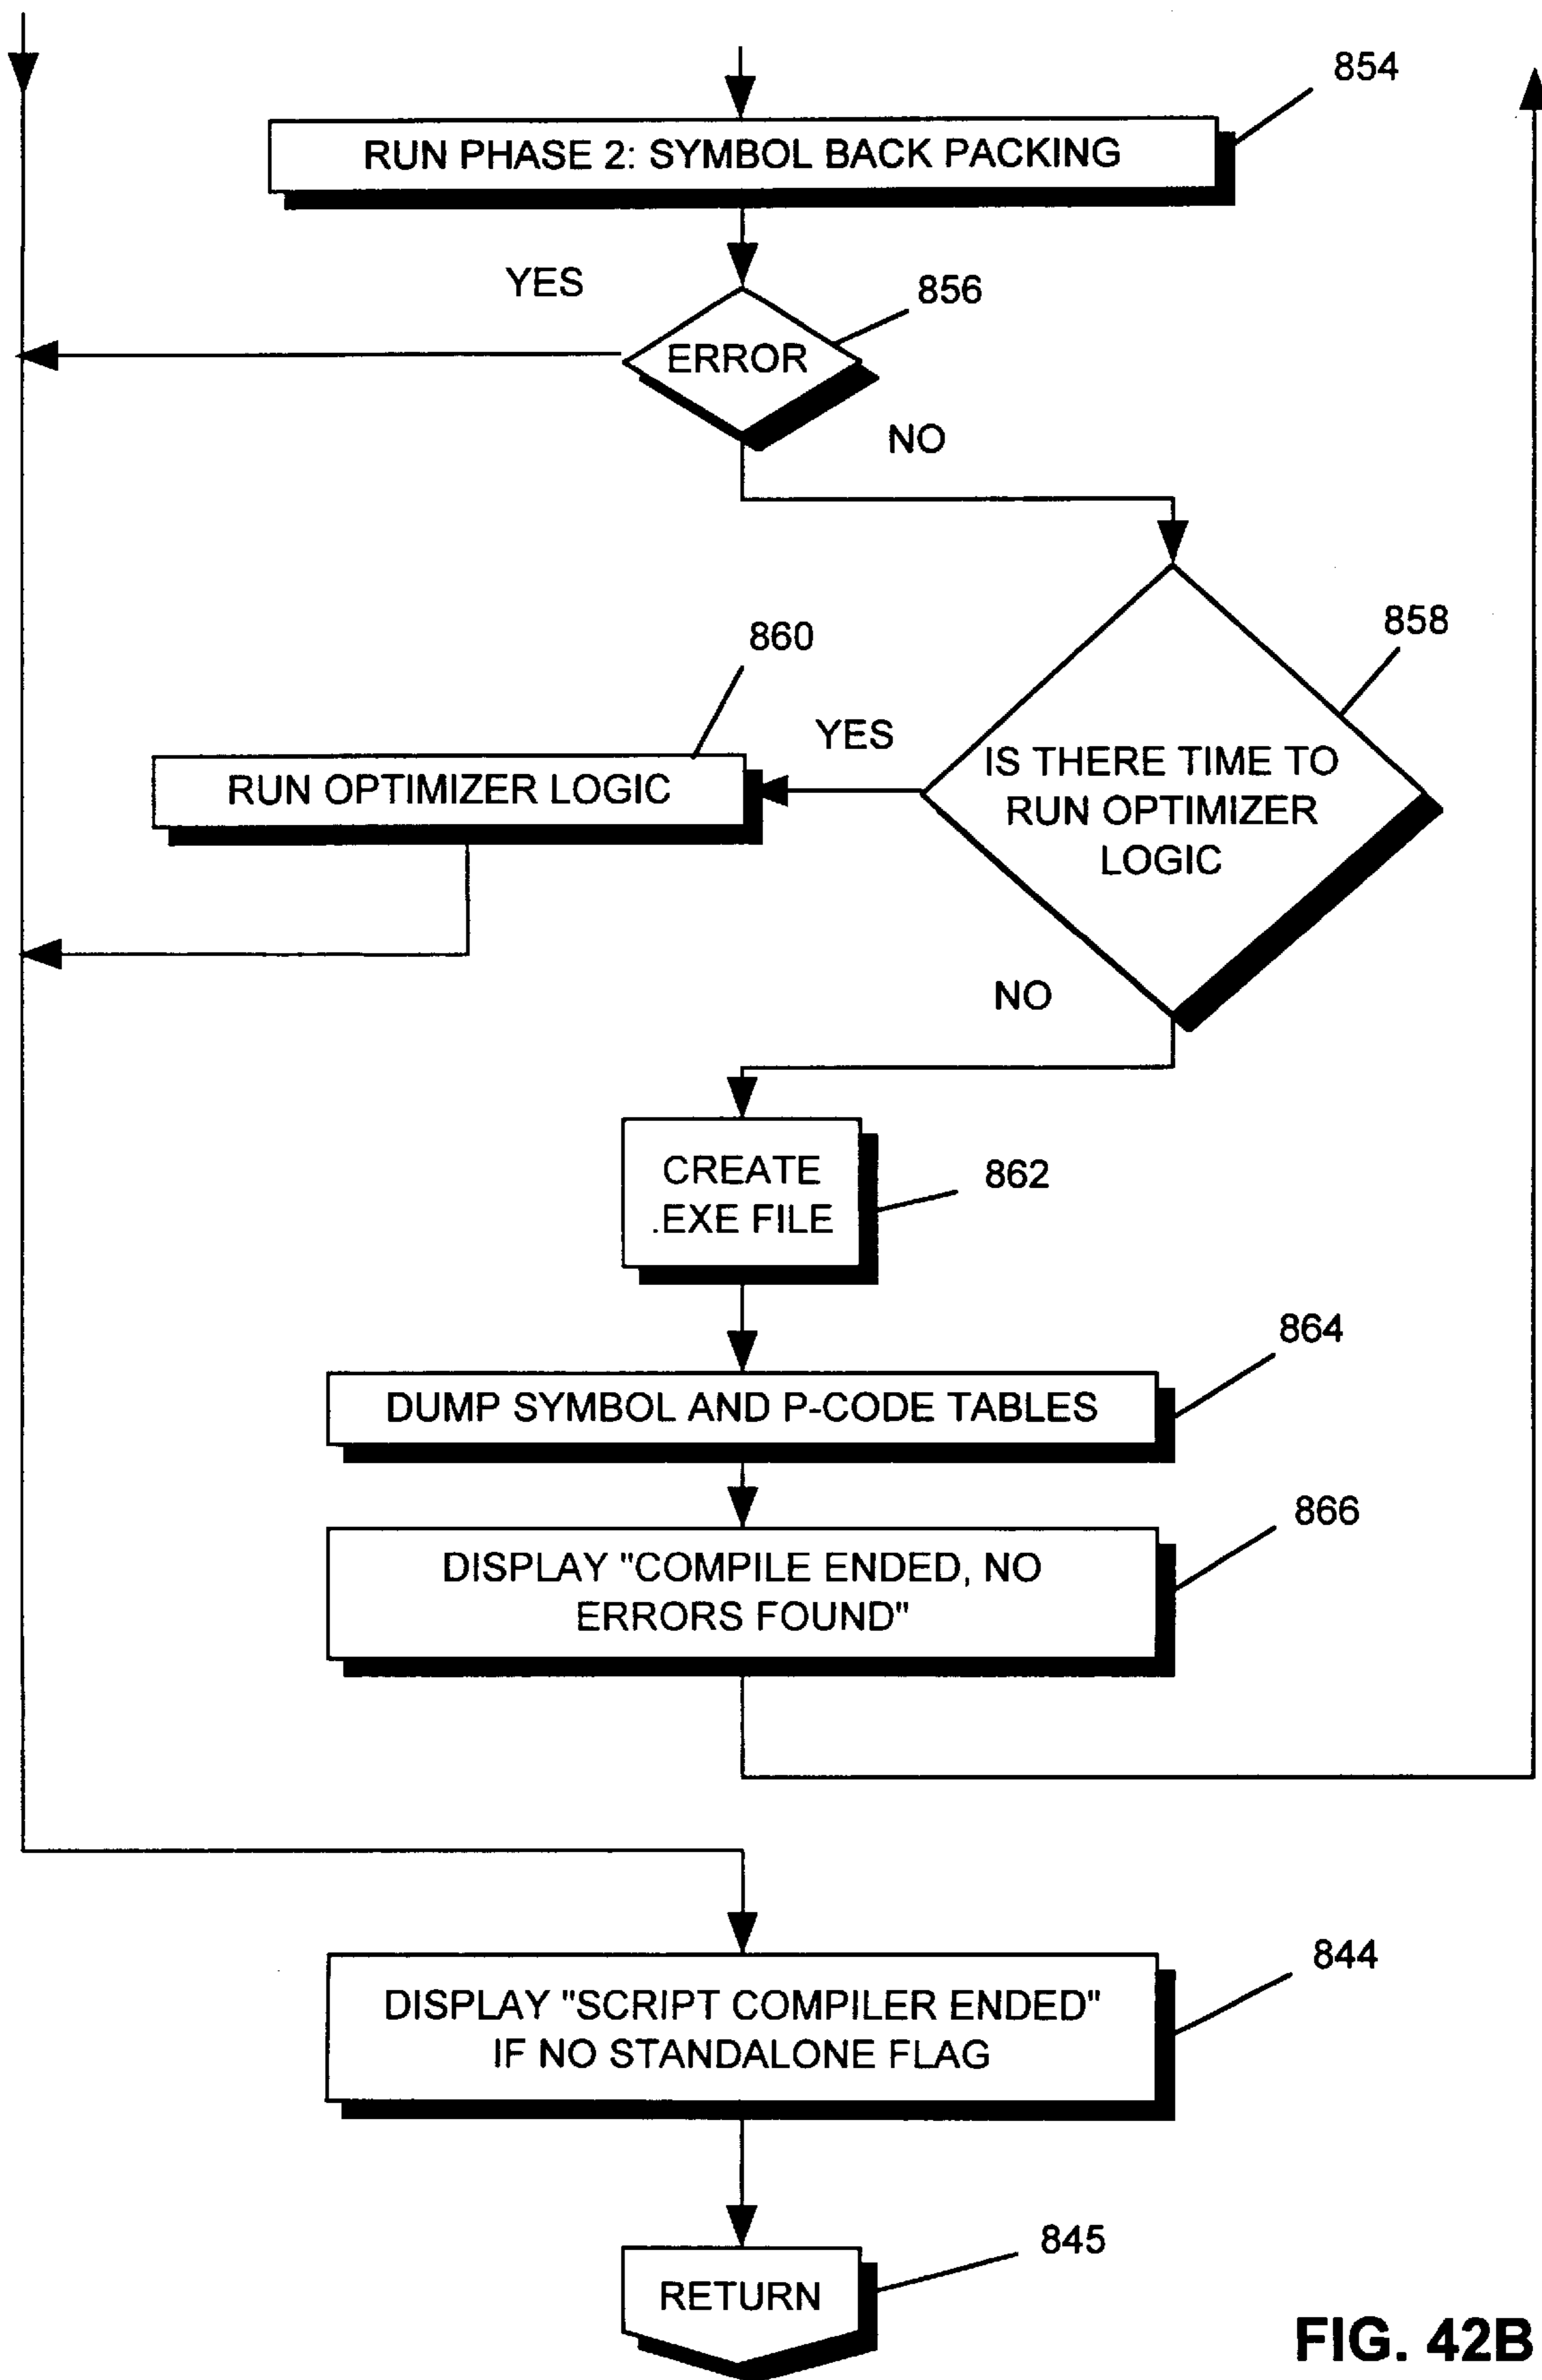 854
RUN PHASE 2: SYMBOL BACK PACKING
YES
856
ERROR
NO
858
860
YES
IS THERE TIME TO
RUN OPTIMIZER
LOGIC
RUN OPTIMIZER LOGIC
NO
CREATE
.EXE FILE
862
864
DUMP SYMBOL AND P-CODE TABLES
866
DISPLAY "COMPILE ENDED, NO
ERRORS FOUND"
844
DISPLAY "SCRIPT COMPILER ENDED"
IF NO STANDALONE FLAG
845
RETURN
FIG. 42B